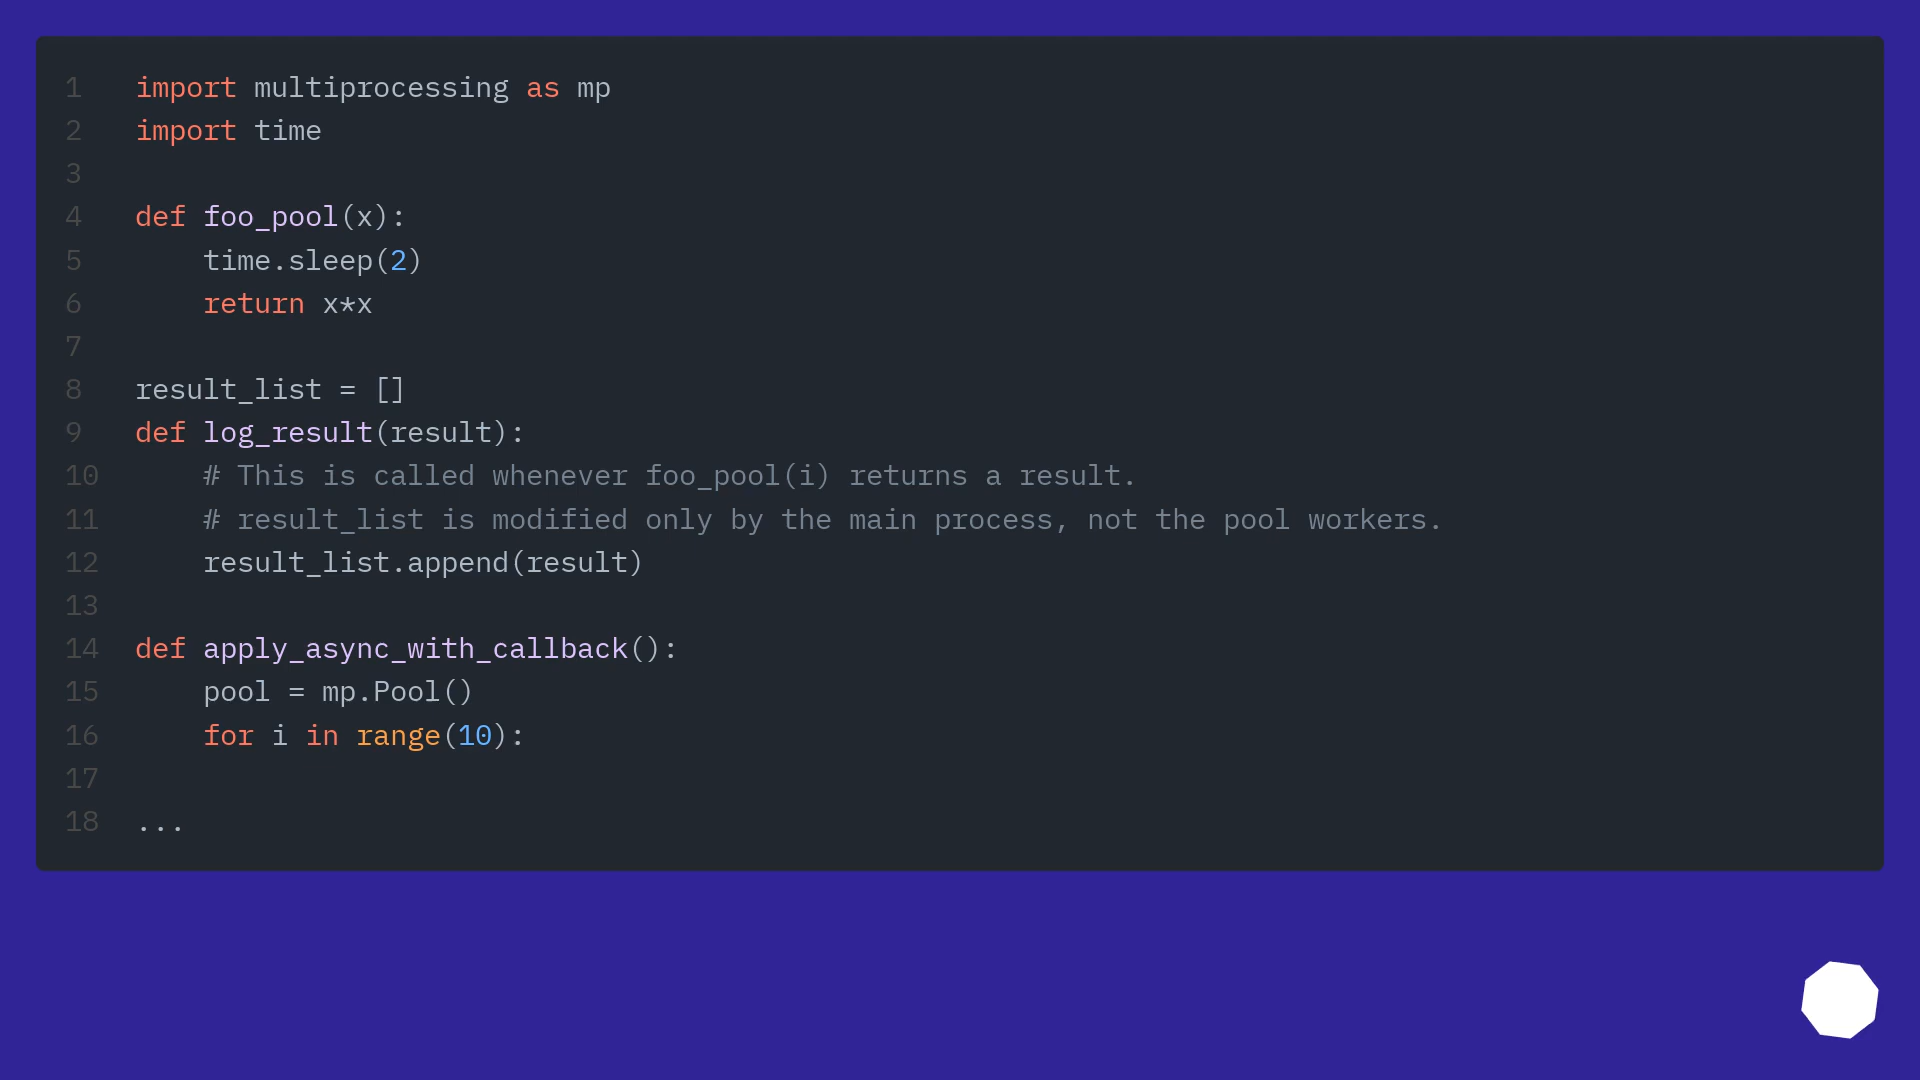 1 import multiprocessing as mp
2 import time
3
4 def foo_pool(x):
5     time.sleep(2)
6     return x*x
7
8 result_list = []
9 def log_result(result):
10     # This is called whenever foo_pool(i) returns a result.
11     # result_list is modified only by the main process, not the pool workers.
12     result_list.append(result)
13
14 def apply_async_with_callback():
15     pool = mp.Pool()
16     for i in range(10):
17
18 ...